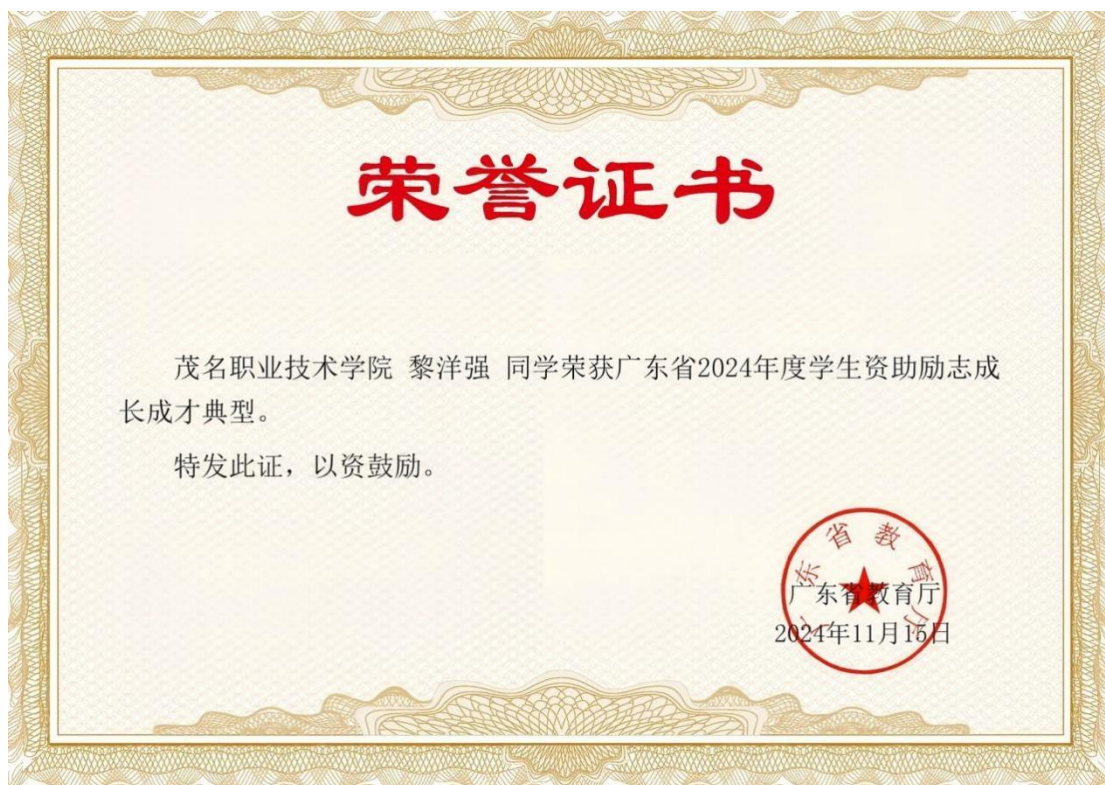 荣誉证书
茂名职业技术学院 黎洋强 同学荣获广东省2024年度学生资助励志成
长成才典型。
特发此证，以资鼓励。
广东省教育厅
广东省教育厅
2024年11月15日